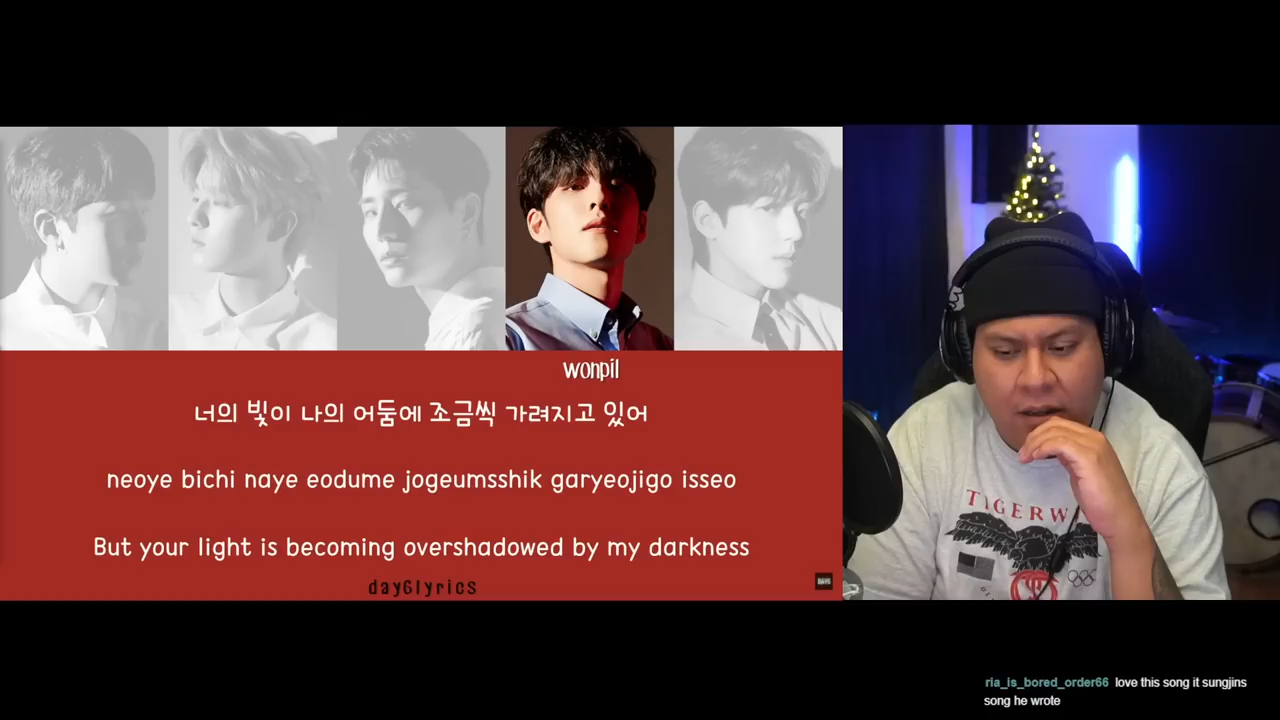 wonpil
너의 빛이 나의 어둠에 조금씩 가려지고 있어
neoye bichi naye eodume jogeumsshik garyeojigo isseo
But your light is becoming overshadowed by my darkness
day6lyrics
TIGERW
ria_is_bored_order66 love this song it sungjins
song he wrote